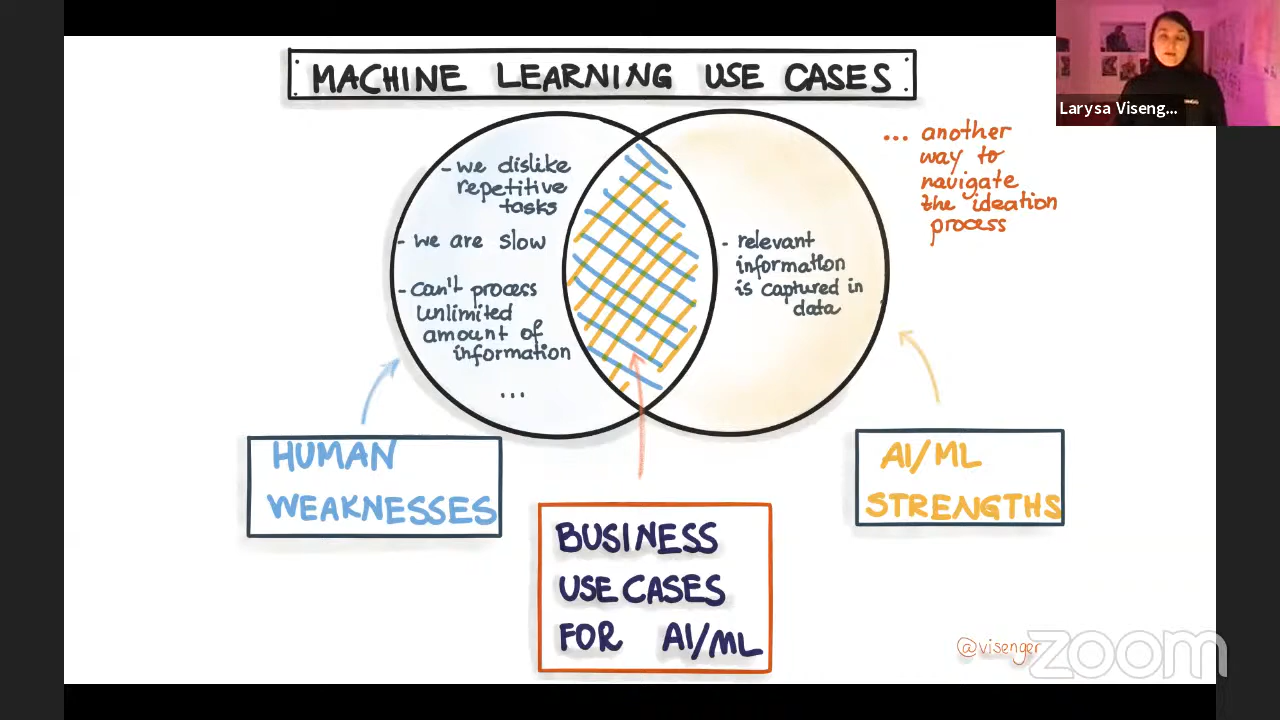 MACHINE LEARNING USE CASES
- we dislike
repetitive
tasks
- we are slow
- can't process
unlimited
amount of
information
...
- relevant
information
is captured in
data
... another
way to
navigate
the ideation
process
HUMAN
WEAKNESSES
AI/ML
STRENGTHS
BUSINESS
USE CASES
FOR AI/ML
@visenger
zoom
Larysa Viseng...